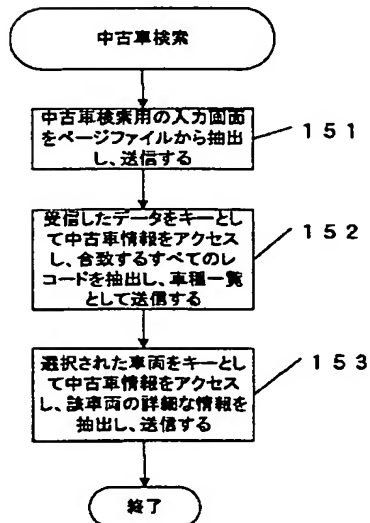 中古車検索
中古車検索用の入力画面
をページファイルから抽出
し、送信する
151
受信したデータをキーとし
て中古車情報をアクセス
し、合致するすべてのレ
コードを抽出し、車種一覧
として送信する
152
選択された車両をキーとし
て中古車情報をアクセス
し、該車両の詳細な情報を
抽出し、送信する
153
終了